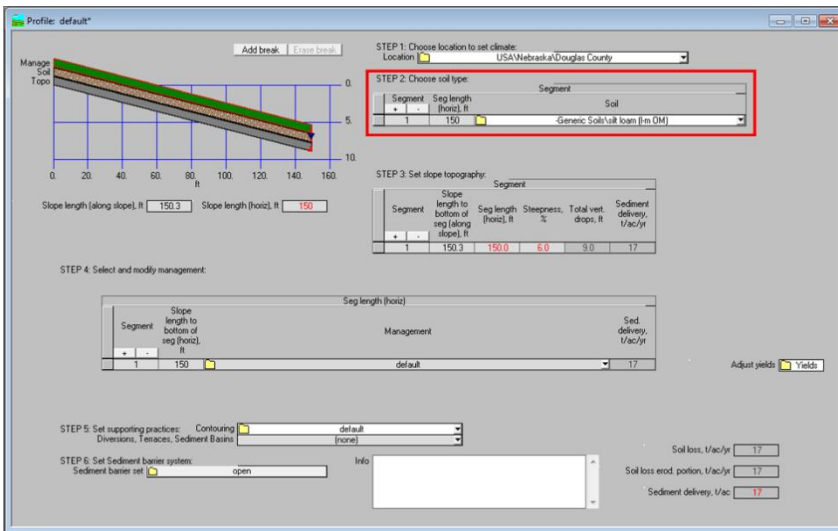 Profile: default*
Add break Erase break
Manage
Soil
Topo
0.
5.
10.
0. 20. 40. 60. 80. 100. 120. 140. 160.
ft
Slope length (along slope), ft 150.3 Slope length (horiz), ft 150
STEP 1: Choose location to set climate:
Location USA\Nebraska\Douglas County
STEP 2: Choose soil type:
Segment
Segment Seg length (horiz), ft Soil
+ -
1 150 -Generic Soils\silt loam (l-m OM)
STEP 3: Set slope topography:
Segment
Segment Slope length to bottom of seg (along slope), ft Seg length (horiz), ft Steepness, % Total vert. drops, ft Sediment delivery, t/ac/yr
+ -
1 150.3 150.0 6.0 9.0 17
STEP 4: Select and modify management:
Seg length (horiz)
Segment Slope length to bottom of seg (horiz), ft Management Sed. delivery, t/ac/yr
+ -
1 150 default 17
Adjust yields Yields
STEP 5: Set supporting practices: Contouring default
Diversions, Terraces, Sediment Basins (none)
STEP 6: Set Sediment barrier system:
Sediment barrier set open
Info
Soil loss, t/ac/yr 17
Soil loss erod. portion, t/ac/yr 17
Sediment delivery, t/ac 17